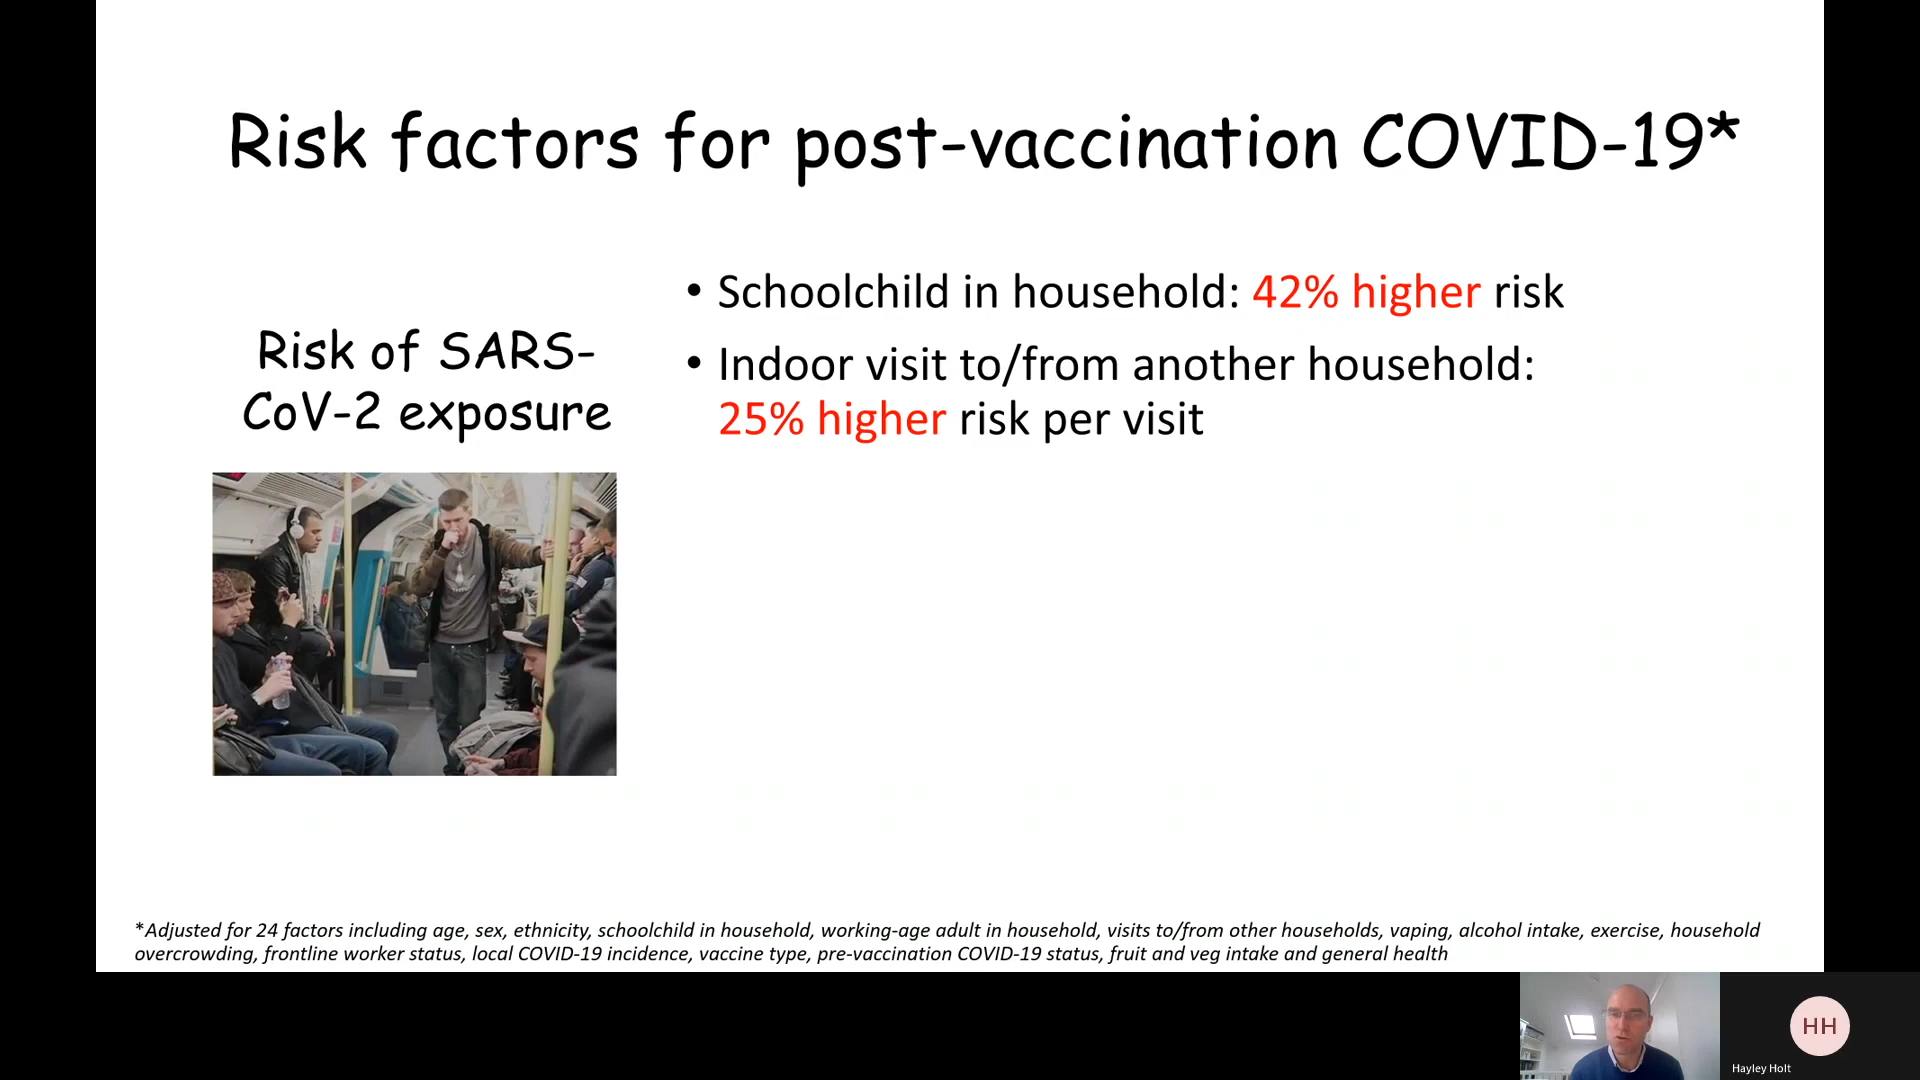 Risk factors for post-vaccination COVID-19*
Risk of SARS-
CoV-2 exposure
• Schoolchild in household: 42% higher risk
• Indoor visit to/from another household:
25% higher risk per visit
*Adjusted for 24 factors including age, sex, ethnicity, schoolchild in household, working-age adult in household, visits to/from other households, vaping, alcohol intake, exercise, household
overcrowding, frontline worker status, local COVID-19 incidence, vaccine type, pre-vaccination COVID-19 status, fruit and veg intake and general health
HH
Hayley Holt